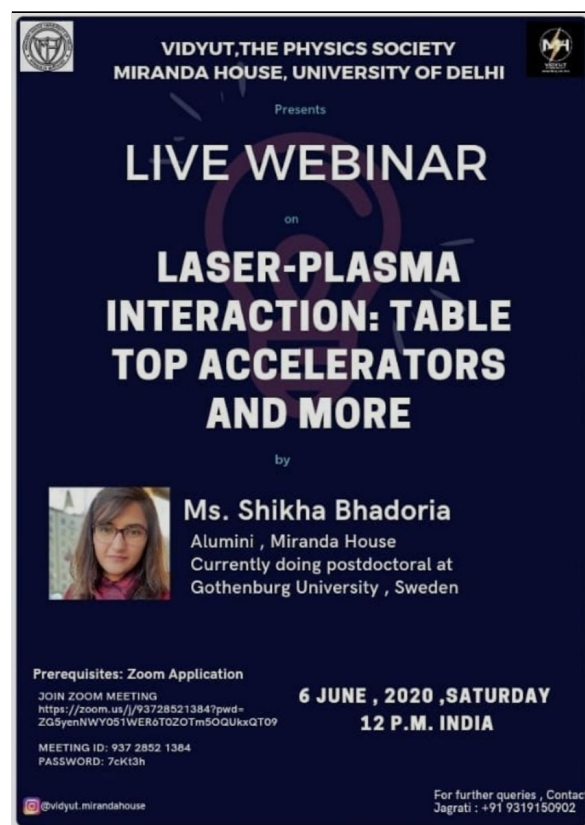 VIDYUT,THE PHYSICS SOCIETY
MIRANDA HOUSE, UNIVERSITY OF DELHI
MH
VIDYUT
Presents
LIVE WEBINAR
on
LASER-PLASMA
INTERACTION: TABLE
TOP ACCELERATORS
AND MORE
by
Ms. Shikha Bhadoria
Alumini , Miranda House
Currently doing postdoctoral at
Gothenburg University , Sweden
Prerequisites: Zoom Application
JOIN ZOOM MEETING
https://zoom.us/j/93728521384?pwd=
ZG5yenNWY051WER6T0ZOTm5OQUkxQT09
MEETING ID: 937 2852 1384
PASSWORD: 7cKt3h
6 JUNE , 2020 ,SATURDAY
12 P.M. INDIA
@vidyut.mirandahouse
For further queries , Contact
Jagrati : +91 9319150902